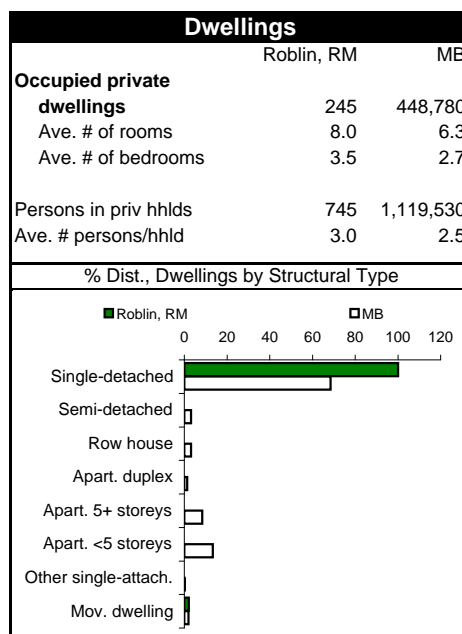 Dwellings
Roblin, RM MB
Occupied private
dwellings 245 448,780
Ave. # of rooms 8.0 6.3
Ave. # of bedrooms 3.5 2.7
Persons in priv hhlds 745 1,119,530
Ave. # persons/hhld 3.0 2.5
% Dist., Dwellings by Structural Type
Roblin, RM MB
0 20 40 60 80 100 120
Single-detached
Semi-detached
Row house
Apart. duplex
Apart. 5+ storeys
Apart. <5 storeys
Other single-attach.
Mov. dwelling